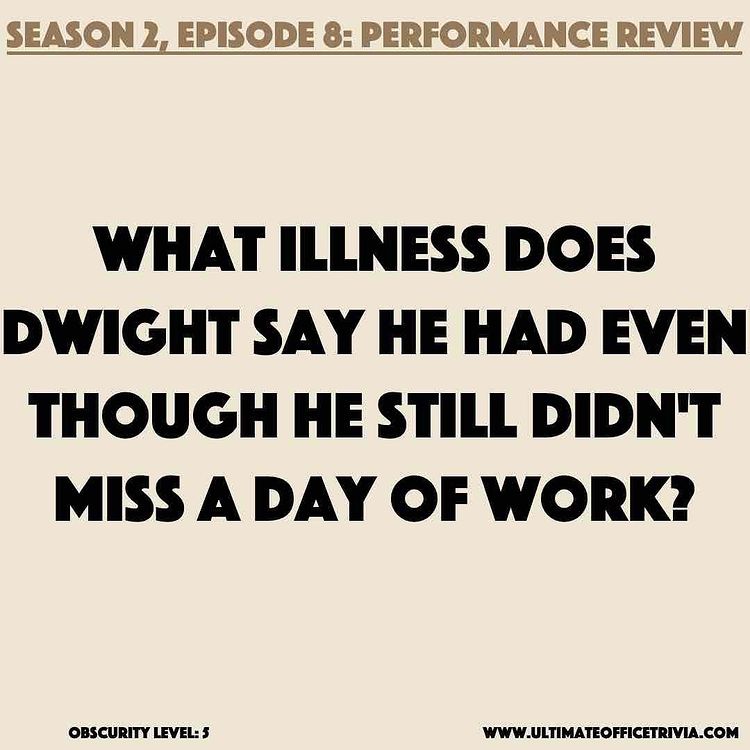 SEASON 2, EPISODE 8: PERFORMANCE REVIEW
WHAT ILLNESS DOES
DWIGHT SAY HE HAD EVEN
THOUGH HE STILL DIDN'T
MISS A DAY OF WORK?
OBSCURITY LEVEL: 5
WWW.ULTIMATEOFFICETRIVIA.COM